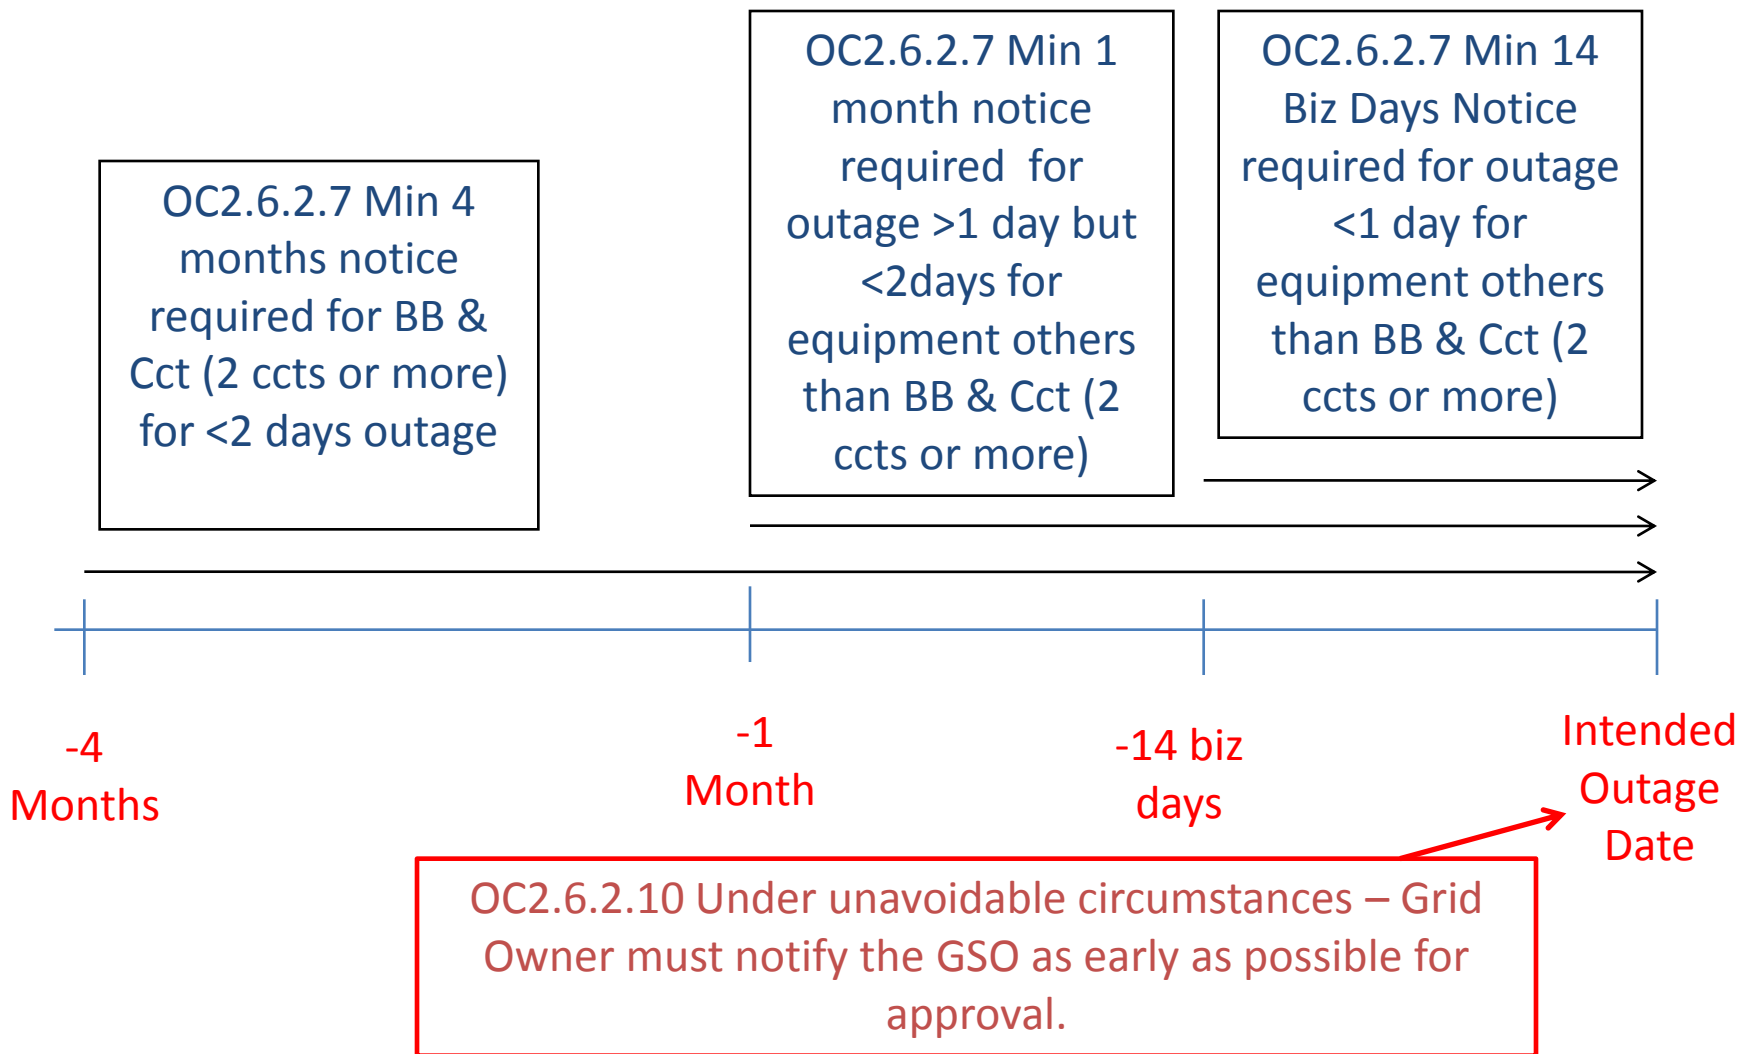 OC2.6.2.7 Min 4
months notice
required for BB &
Cct (2 ccts or more)
for <2 days outage
OC2.6.2.7 Min 1
month notice
required for
outage >1 day but
<2days for
equipment others
than BB & Cct (2
ccts or more)
OC2.6.2.7 Min 14
Biz Days Notice
required for outage
<1 day for
equipment others
than BB & Cct (2
ccts or more)
-4
Months
-1
Month
-14 biz
days
Intended
Outage
Date
OC2.6.2.10 Under unavoidable circumstances – Grid
Owner must notify the GSO as early as possible for
approval.